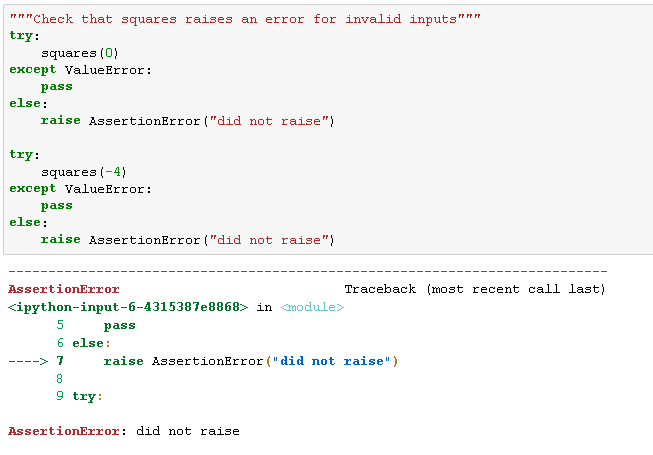 """Check that squares raises an error for invalid inputs"""
try:
    squares(0)
except ValueError:
    pass
else:
    raise AssertionError("did not raise")

try:
    squares(-4)
except ValueError:
    pass
else:
    raise AssertionError("did not raise")
---------------------------------------------------------------------------
AssertionError                            Traceback (most recent call last)
<ipython-input-6-4315387e8868> in <module>
      5     pass
      6 else:
----> 7     raise AssertionError("did not raise")
      8
      9 try:

AssertionError: did not raise